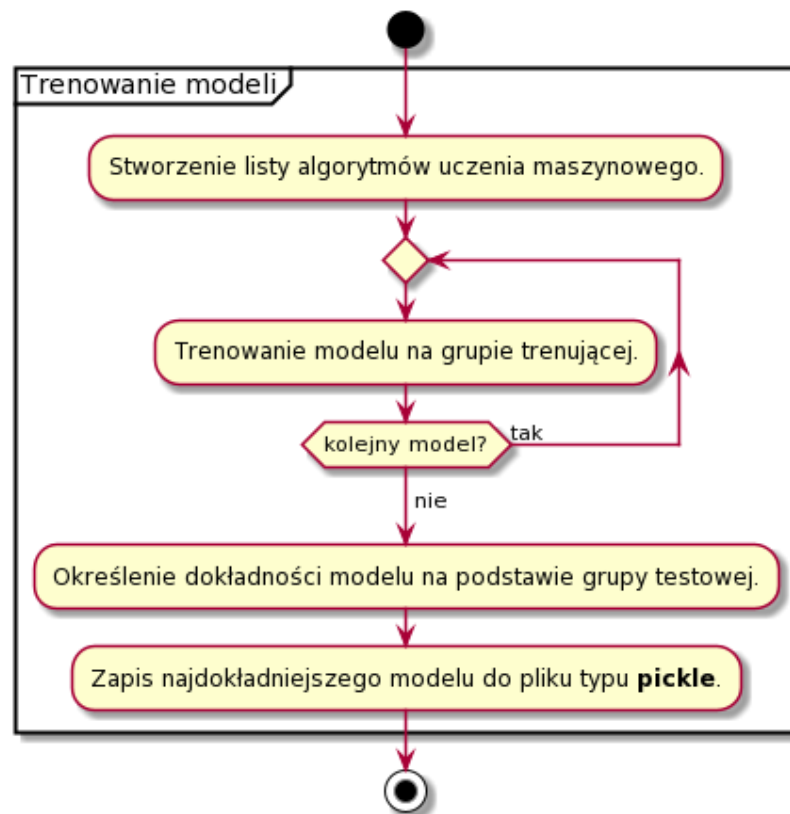 Trenowanie modeli
Stworzenie listy algorytmów uczenia maszynowego.
Trenowanie modelu na grupie trenującej.
kolejny model?
tak
nie
Określenie dokładności modelu na podstawie grupy testowej.
Zapis najdokładniejszego modelu do pliku typu pickle.